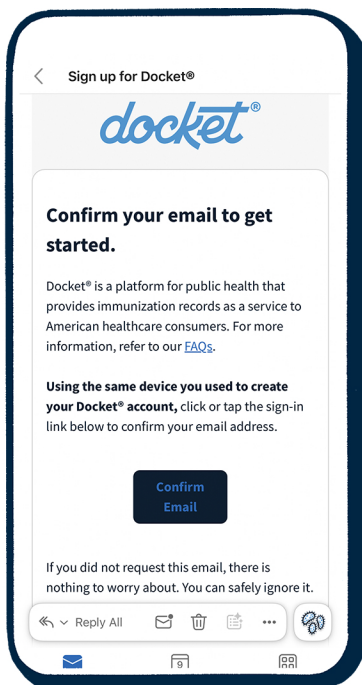 Sign up for Docket®
docket®
Confirm your email to get
started.
Docket® is a platform for public health that
provides immunization records as a service to
American healthcare consumers. For more
information, refer to our FAQs.
Using the same device you used to create
your Docket® account, click or tap the sign-in
link below to confirm your email address.
Confirm
Email
If you did not request this email, there is
nothing to worry about. You can safely ignore it.
Reply All
9